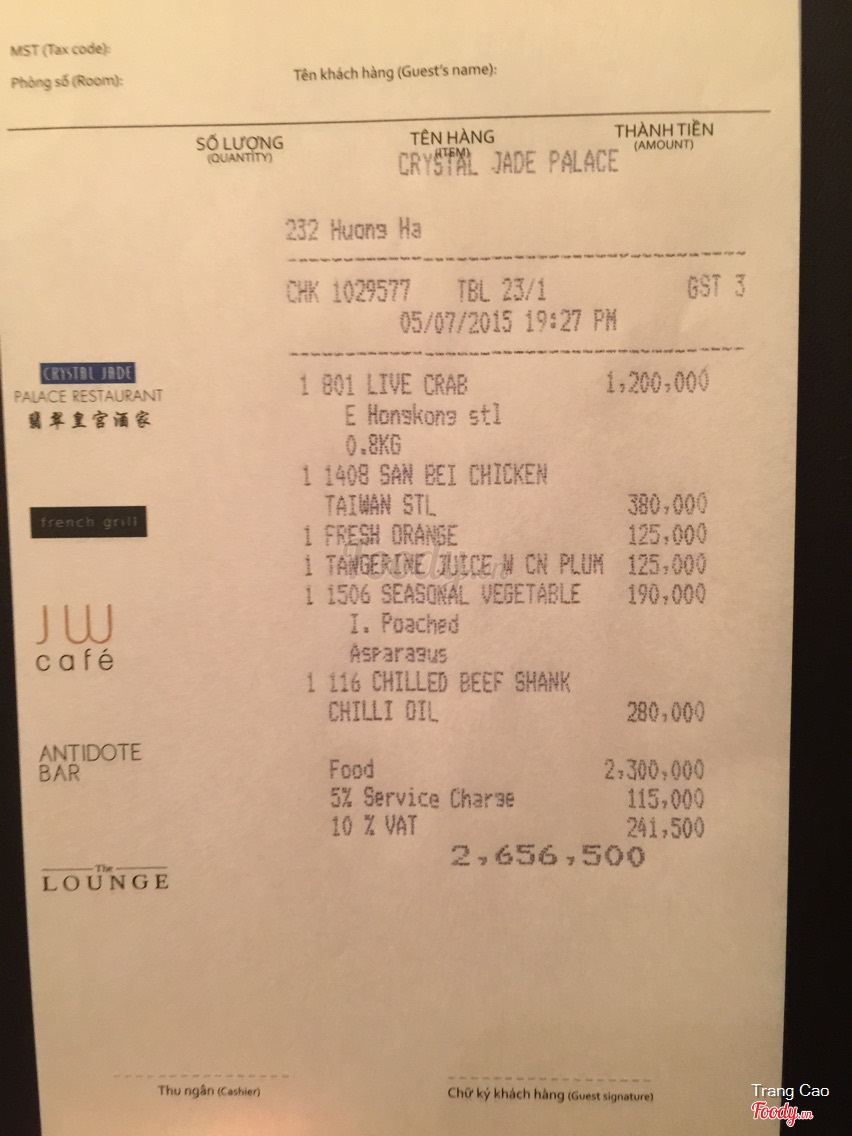 MST (Tax code):
Phòng số (Room):
Tên khách hàng (Guest's name):
SỐ LƯỢNG
(QUANTITY)
TÊN HÀNG
(ITEM)
THÀNH TIỀN
(AMOUNT)
CRYSTAL JADE PALACE
232 Huong Ha
CHK 1029577 TBL 23/1 GST 3
05/07/2015 19:27 PM
CRYSTAL JADE
PALACE RESTAURANT
翡翠皇宫酒家
1 801 LIVE CRAB 1,200,000
E Hongkong stl
0.8KG
1 1408 SAN BEI CHICKEN
TAIWAN STL 380,000
french grill
1 FRESH ORANGE 125,000
1 TANGERINE JUICE W CN PLUM 125,000
Foody.vn
1 1506 SEASONAL VEGETABLE 190,000
I. Poached
Asparagus
JW
café
1 116 CHILLED BEEF SHANK
CHILLI OIL 280,000
ANTIDOTE
BAR
Food 2,300,000
5% Service Charge 115,000
10 % VAT 241,500
2,656,500
The
LOUNGE
Thu ngân (Cashier)
Chữ ký khách hàng (Guest signature)
Trang Cao
Foody.vn